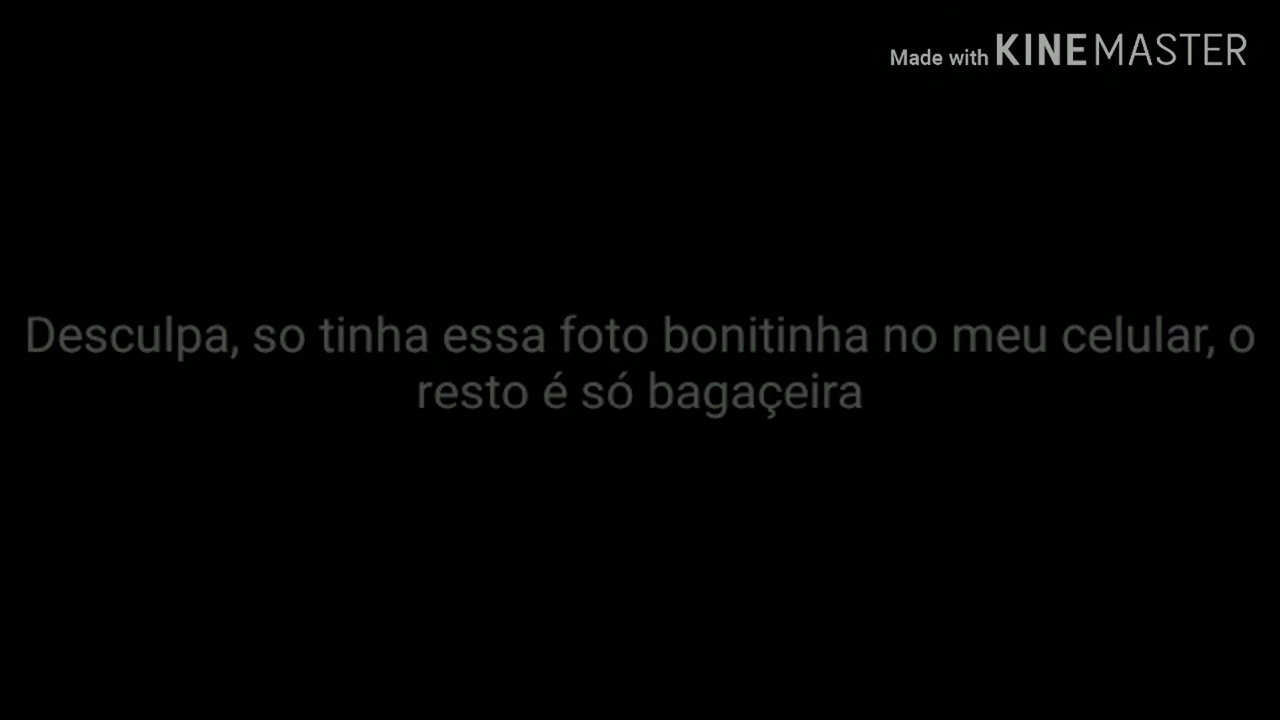 Made with KINEMASTER
Desculpa, so tinha essa foto bonitinha no meu celular, o
resto é só bagaçeira